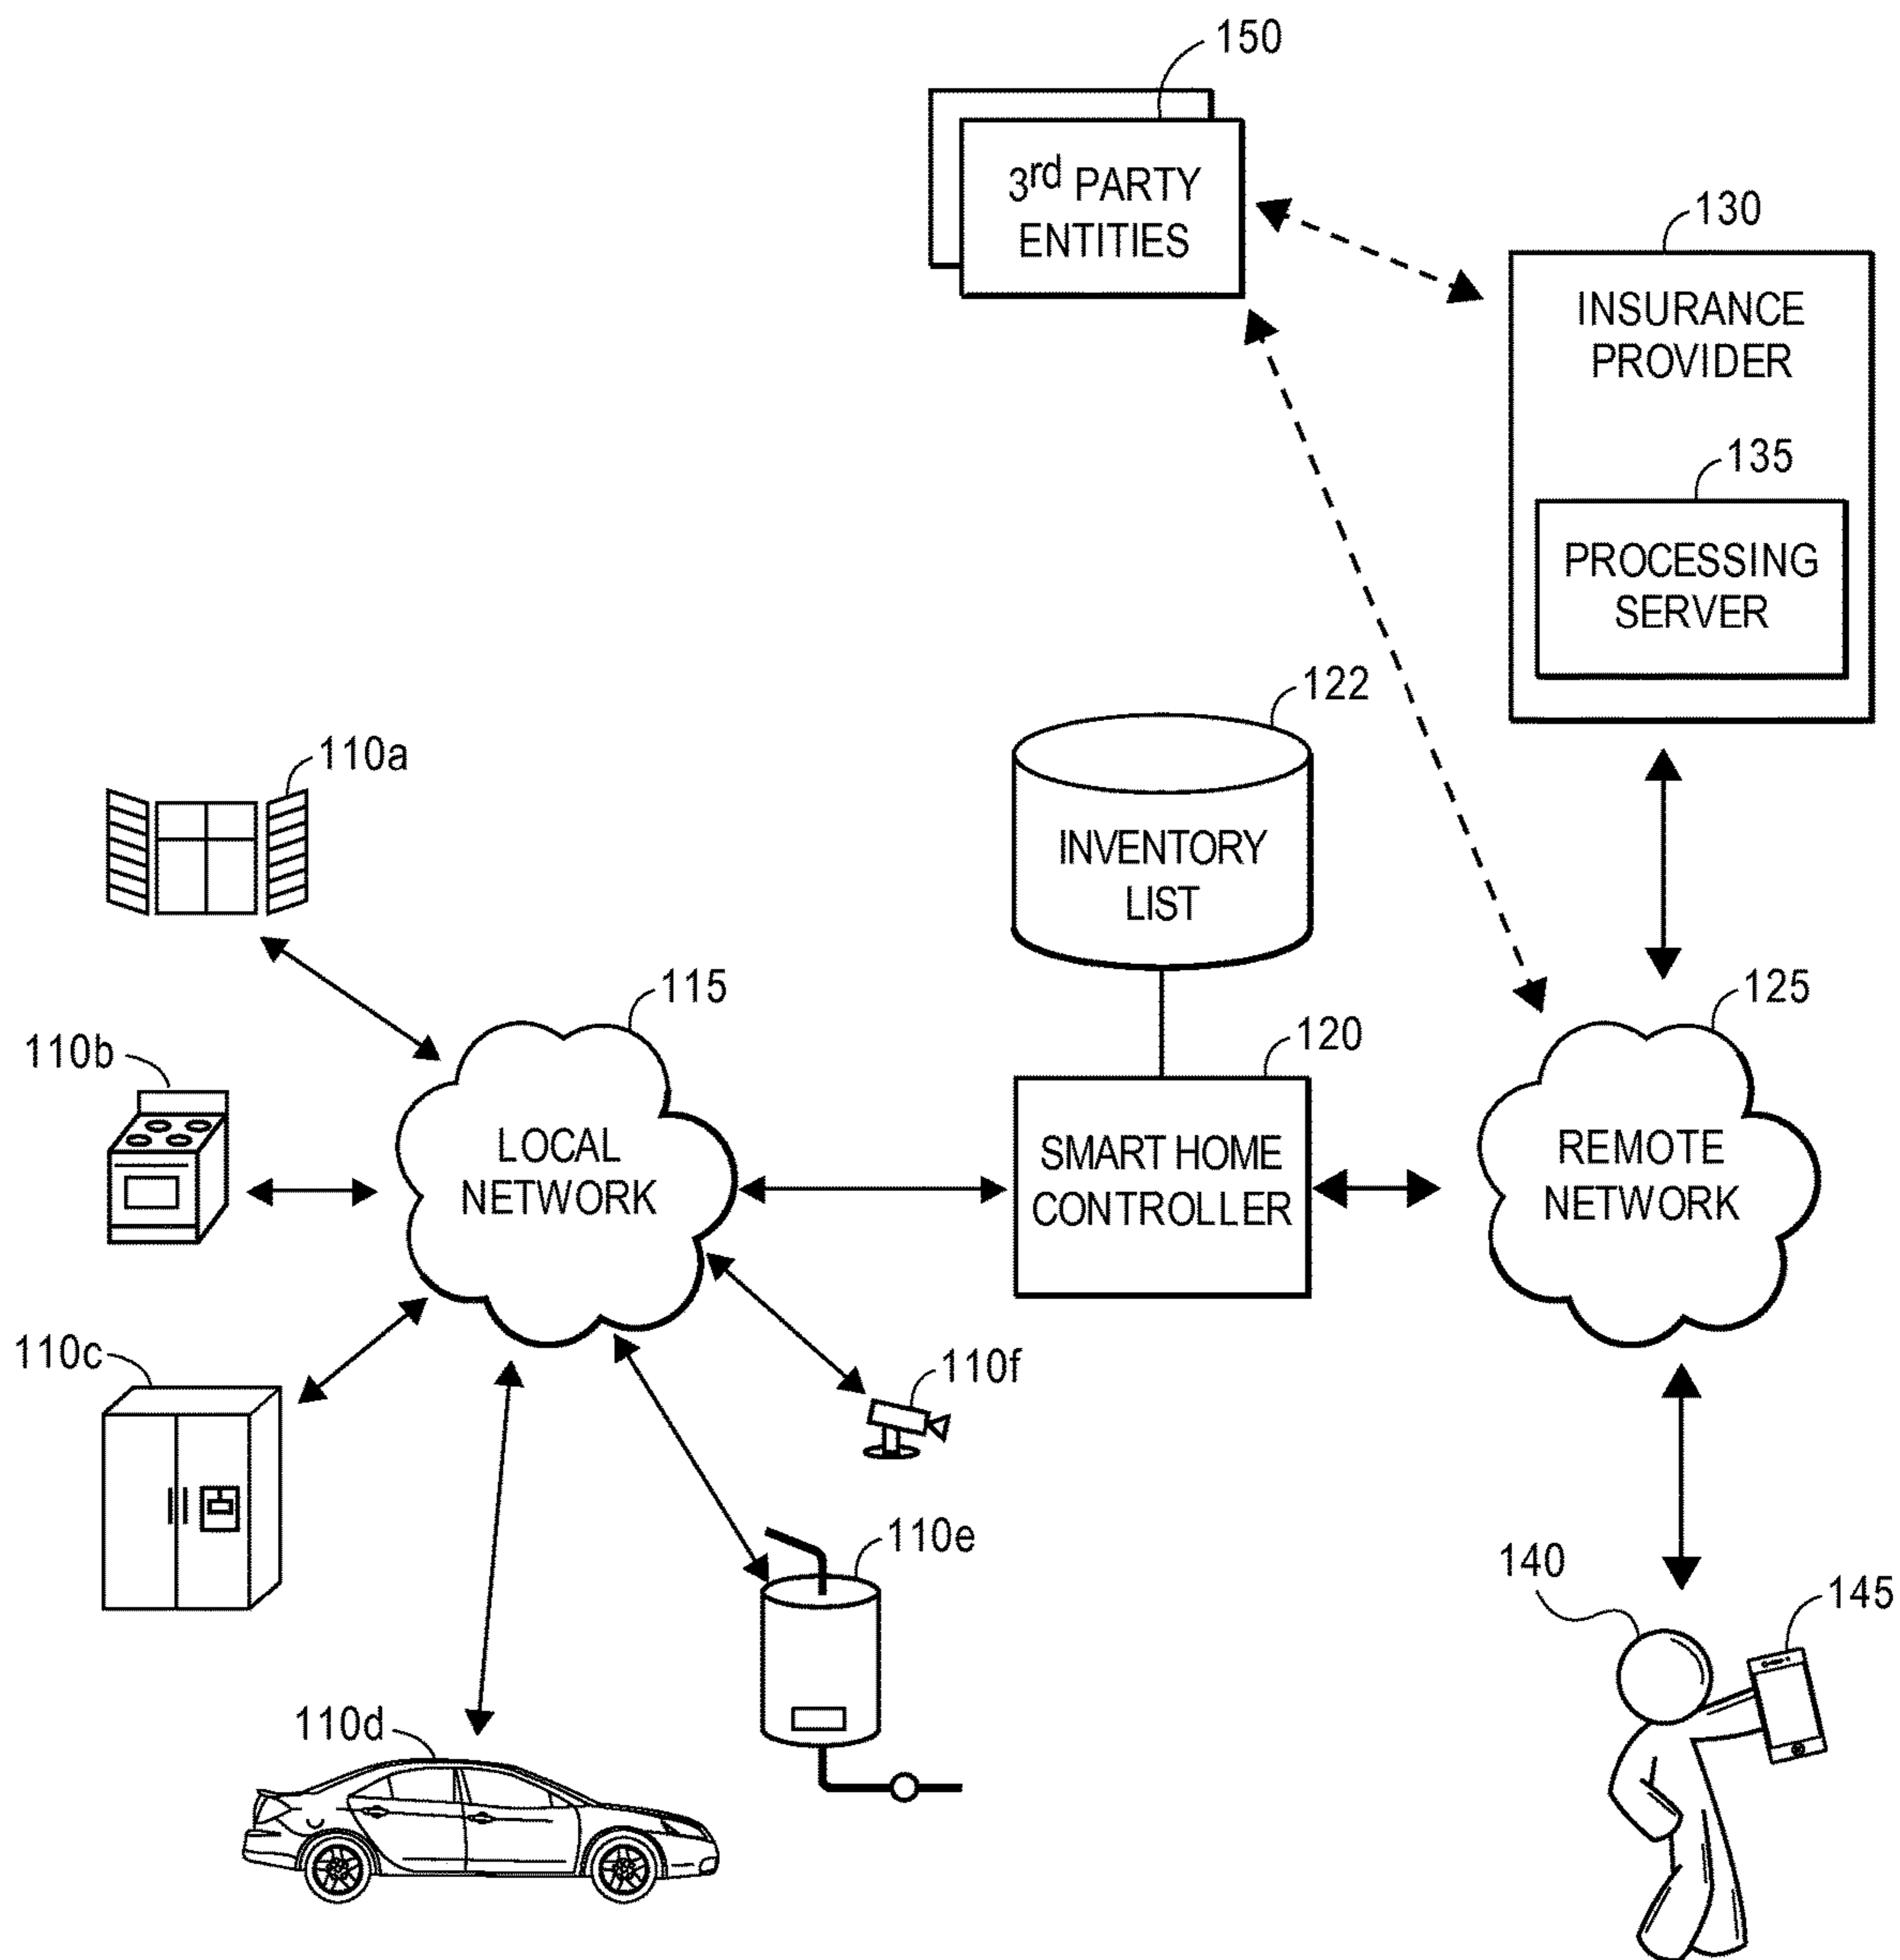 150
3rd PARTY
ENTITIES
130
INSURANCE
PROVIDER
135
PROCESSING
SERVER
122
INVENTORY
LIST
110a
115
LOCAL
NETWORK
120
SMART HOME
CONTROLLER
125
REMOTE
NETWORK
110b
110c
110f
110e
110d
140
145